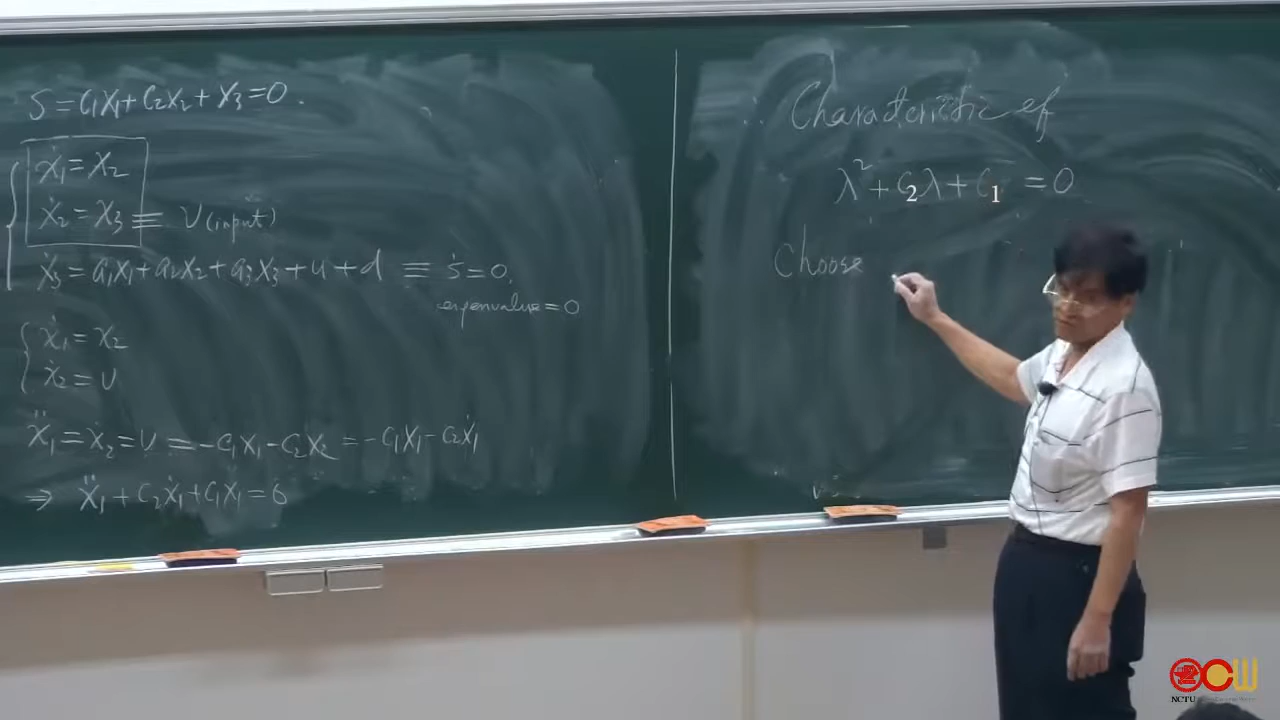 S = C₁X₁ + C₂X₂ + X₃ = 0.
Ẋ₁ = X₂
Ẋ₂ = X₃ ≡ V (input)
Ẋ₃ = a₁X₁ + a₂X₂ + a₃X₃ + u + d ≡ Ṡ = 0,
eigenvalue = 0
Ẋ₁ = X₂
Ẋ₂ = V
Ẍ₁ = Ẋ₂ = V = -C₁X₁ - C₂X₂ = -C₁X₁ - C₂Ẋ₁
⇒ Ẍ₁ + C₂Ẋ₁ + C₁X₁ = 0
Characteristic ef
λ² + C₂λ + C₁ = 0
Choose
NCTU
OCW